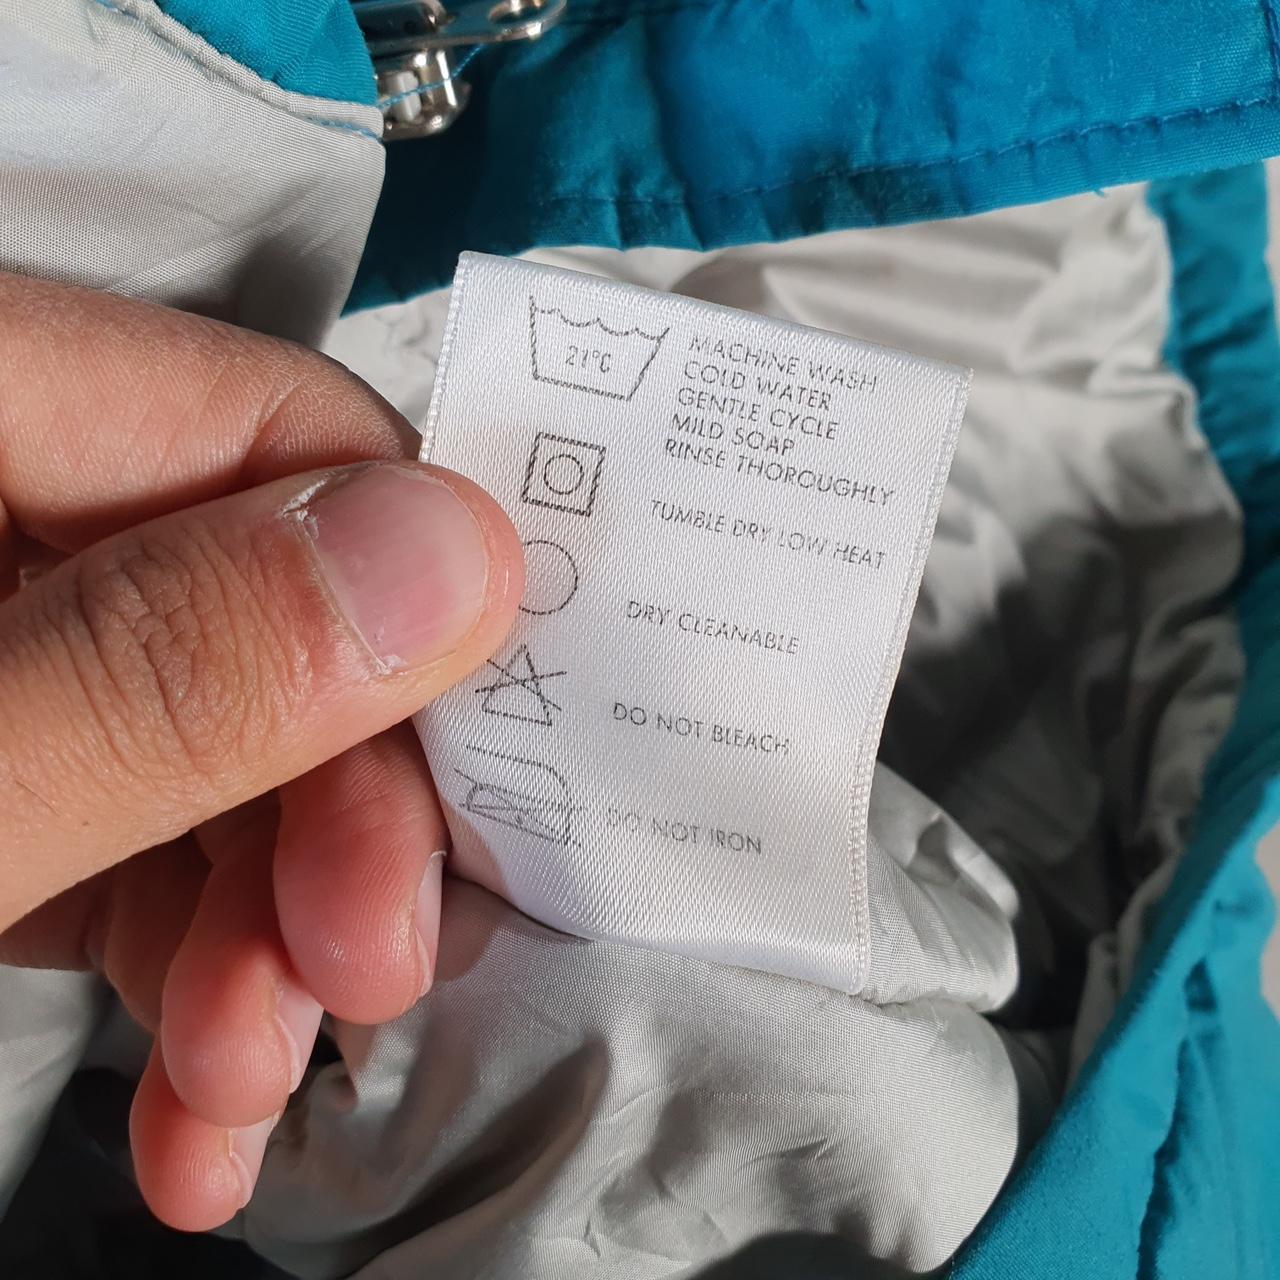 21°C
MACHINE WASH
COLD WATER
GENTLE CYCLE
MILD SOAP
RINSE THOROUGHLY
TUMBLE DRY LOW HEAT
DRY CLEANABLE
DO NOT BLEACH
DO NOT IRON